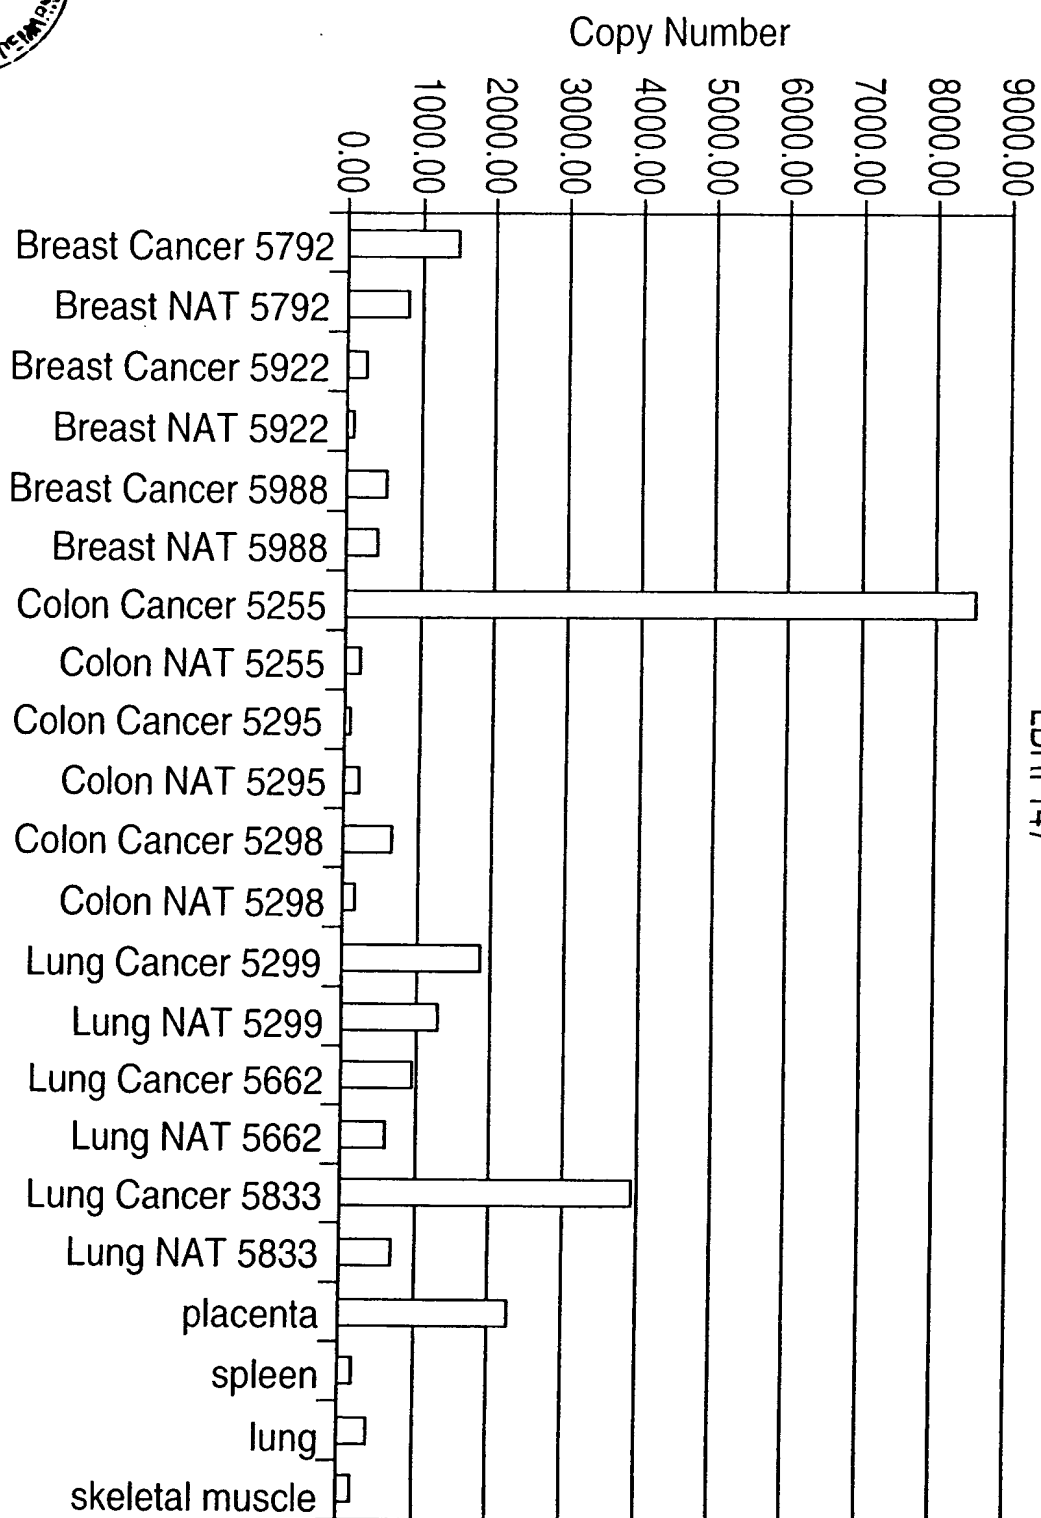 Copy Number
9000.00
8000.00
7000.00
6000.00
5000.00
4000.00
3000.00
2000.00
1000.00
0.00
Breast Cancer 5792
Breast NAT 5792
Breast Cancer 5922
Breast NAT 5922
Breast Cancer 5988
Breast NAT 5988
Colon Cancer 5255
Colon NAT 5255
Colon Cancer 5295
Colon NAT 5295
Colon Cancer 5298
Colon NAT 5298
Lung Cancer 5299
Lung NAT 5299
Lung Cancer 5662
Lung NAT 5662
Lung Cancer 5833
Lung NAT 5833
placenta
spleen
lung
skeletal muscle